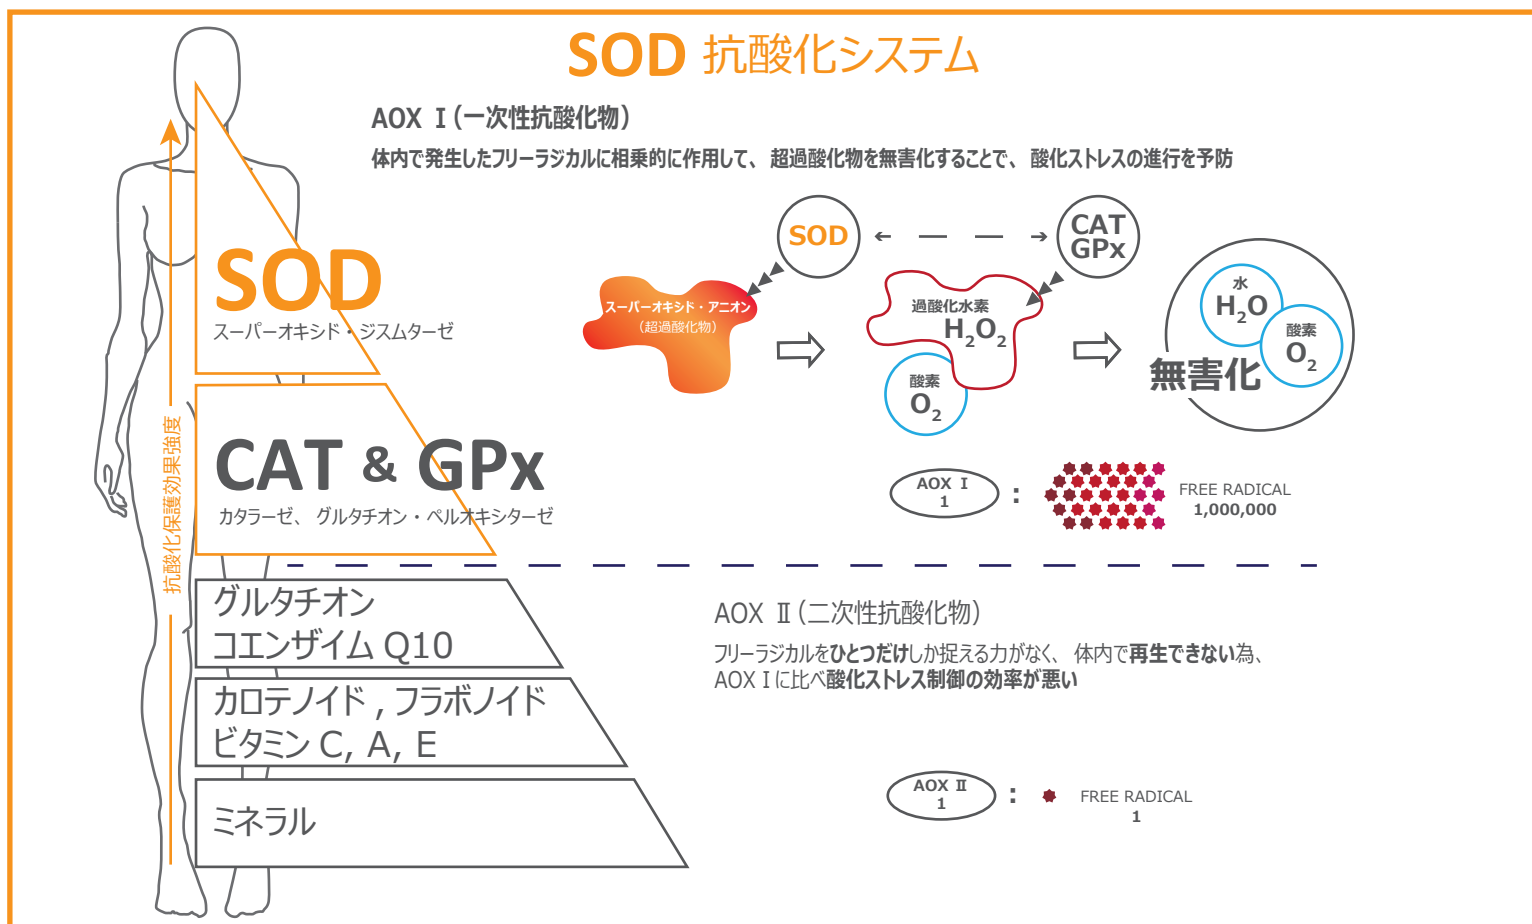 SOD 抗酸化システム
AOX Ⅰ（一次性抗酸化物）
体内で発生したフリーラジカルに相乗的に作用して、 超過酸化物を無害化することで、 酸化ストレスの進行を予防
SOD
スーパーオキシド・ジスムターゼ
CAT & GPx
カタラーゼ、 グルタチオン・ペルオキシターゼ
グルタチオン
コエンザイム Q10
カロテノイド , フラボノイド
ビタミン C, A, E
ミネラル
抗酸化保護効果強度
SOD
CAT
GPx
スーパーオキシド・アニオン
（超過酸化物）
過酸化水素
H₂O₂
酸素
O₂
水
H₂O
酸素
O₂
無害化
AOX Ⅰ
1
:
FREE RADICAL
1,000,000
AOX Ⅱ（二次性抗酸化物）
フリーラジカルをひとつだけしか捉える力がなく、 体内で再生できない為、
AOX Ⅰに比べ酸化ストレス制御の効率が悪い
AOX Ⅱ
1
:
FREE RADICAL
1